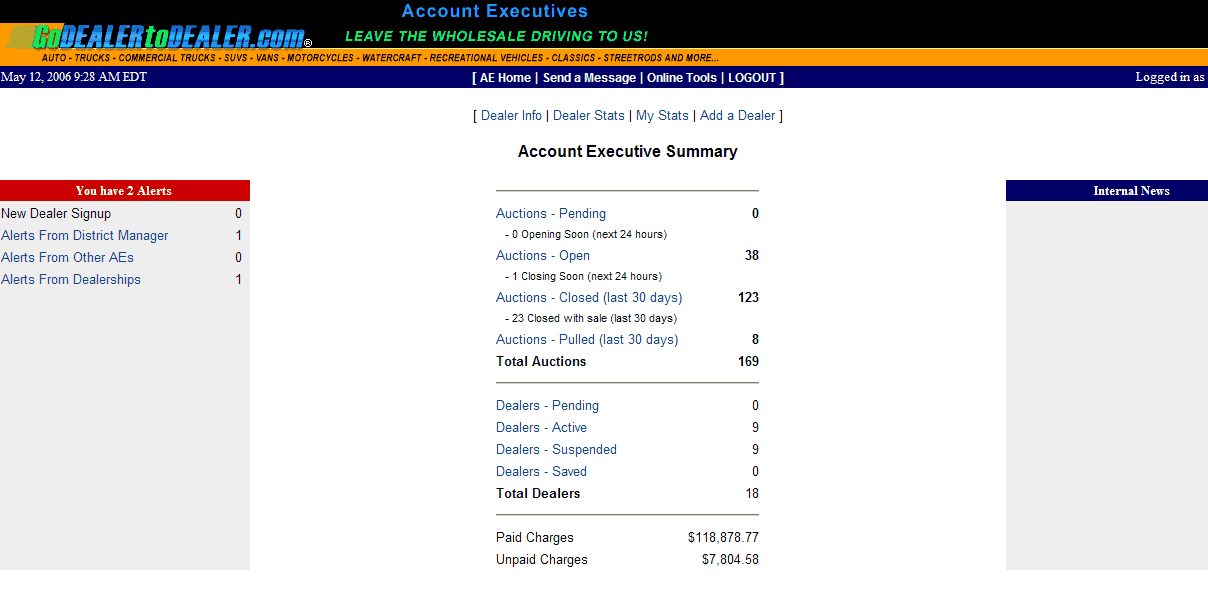 Account Executives
GoDEALERtoDEALER.com®
LEAVE THE WHOLESALE DRIVING TO US!
AUTO - TRUCKS - COMMERCIAL TRUCKS - SUVS - VANS - MOTORCYCLES - WATERCRAFT - RECREATIONAL VEHICLES - CLASSICS - STREETRODS AND MORE...
May 12, 2006 9:28 AM EDT [ AE Home | Send a Message | Online Tools | LOGOUT ] Logged in as
[ Dealer Info | Dealer Stats | My Stats | Add a Dealer ]
Account Executive Summary
You have 2 Alerts
New Dealer Signup 0
Alerts From District Manager 1
Alerts From Other AEs 0
Alerts From Dealerships 1
Auctions - Pending 0
- 0 Opening Soon (next 24 hours)
Auctions - Open 38
- 1 Closing Soon (next 24 hours)
Auctions - Closed (last 30 days) 123
- 23 Closed with sale (last 30 days)
Auctions - Pulled (last 30 days) 8
Total Auctions 169
Dealers - Pending 0
Dealers - Active 9
Dealers - Suspended 9
Dealers - Saved 0
Total Dealers 18
Paid Charges $118,878.77
Unpaid Charges $7,804.58
Internal News